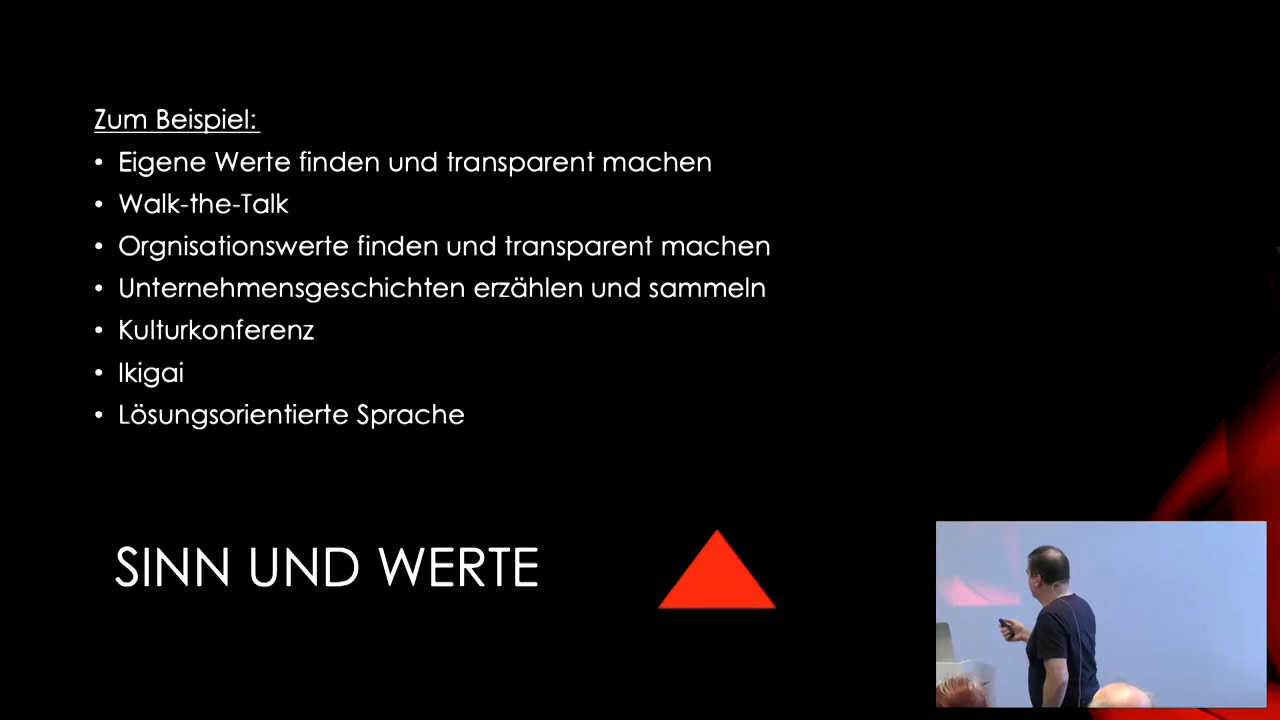 Zum Beispiel:
• Eigene Werte finden und transparent machen
• Walk-the-Talk
• Orgnisationswerte finden und transparent machen
• Unternehmensgeschichten erzählen und sammeln
• Kulturkonferenz
• Ikigai
• Lösungsorientierte Sprache
SINN UND WERTE